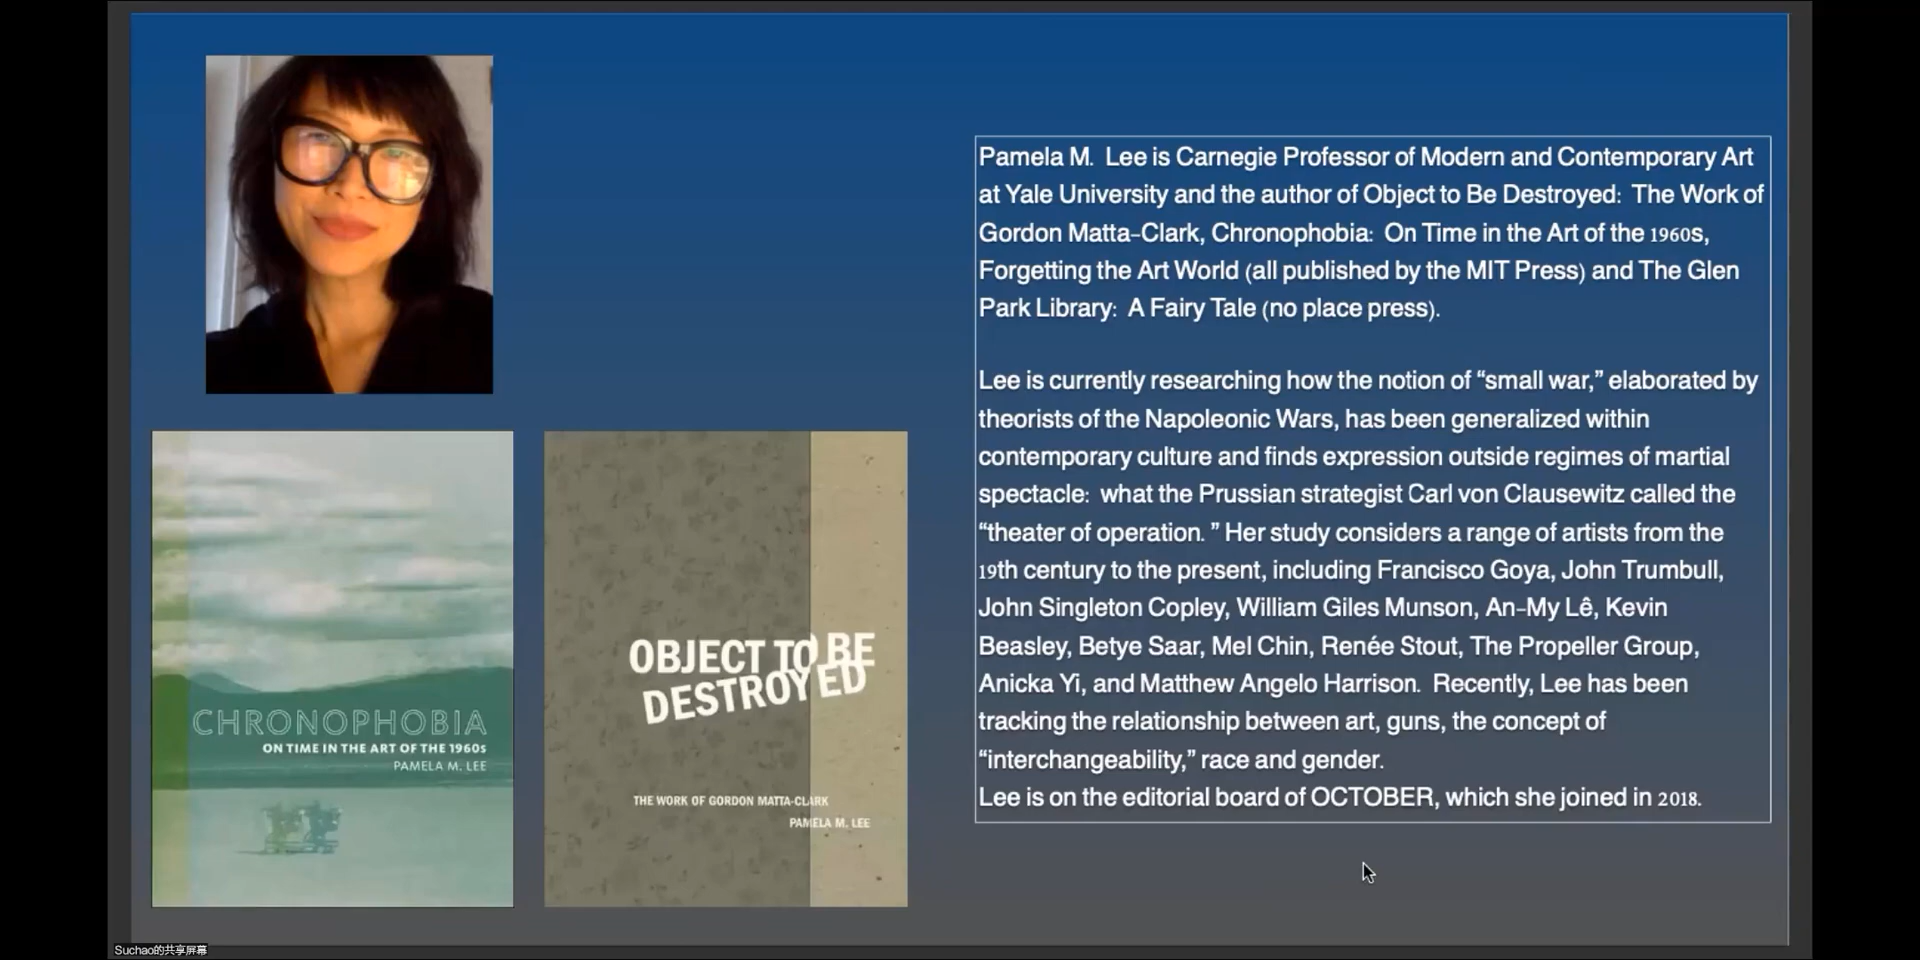 Pamela M.  Lee is Carnegie Professor of Modern and Contemporary Art
at Yale University and the author of Object to Be Destroyed:  The Work of
Gordon Matta-Clark, Chronophobia:  On Time in the Art of the 1960s,
Forgetting the Art World (all published by the MIT Press) and The Glen
Park Library:  A Fairy Tale (no place press).
Lee is currently researching how the notion of “small war,” elaborated by
theorists of the Napoleonic Wars, has been generalized within
contemporary culture and finds expression outside regimes of martial
spectacle:  what the Prussian strategist Carl von Clausewitz called the
“theater of operation. ” Her study considers a range of artists from the
19th century to the present, including Francisco Goya, John Trumbull,
John Singleton Copley, William Giles Munson, An-My Lê, Kevin
Beasley, Betye Saar, Mel Chin, Renée Stout, The Propeller Group,
Anicka Yi, and Matthew Angelo Harrison.  Recently, Lee has been
tracking the relationship between art, guns, the concept of
“interchangeability,” race and gender.
Lee is on the editorial board of OCTOBER, which she joined in 2018.
CHRONOPHOBIA
ON TIME IN THE ART OF THE 1960s
PAMELA M. LEE
OBJECT TO BE
DESTROYED
THE WORK OF GORDON MATTA-CLARK
PAMELA M. LEE
Suchao的共享屏幕